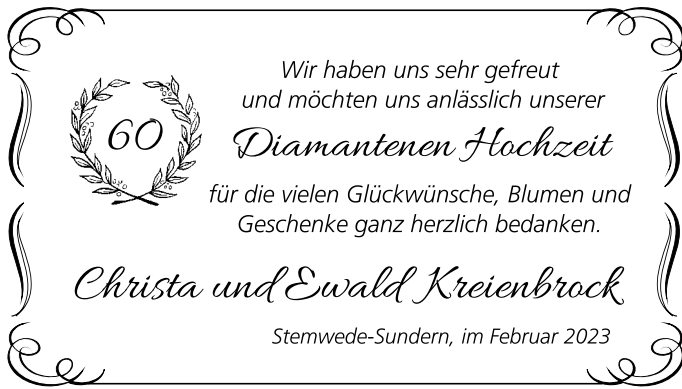 Wir haben uns sehr gefreut
und möchten uns anlässlich unserer
60
Diamantenen Hochzeit
für die vielen Glückwünsche, Blumen und
Geschenke ganz herzlich bedanken.
Christa und Ewald Kreienbrock
Stemwede-Sundern, im Februar 2023